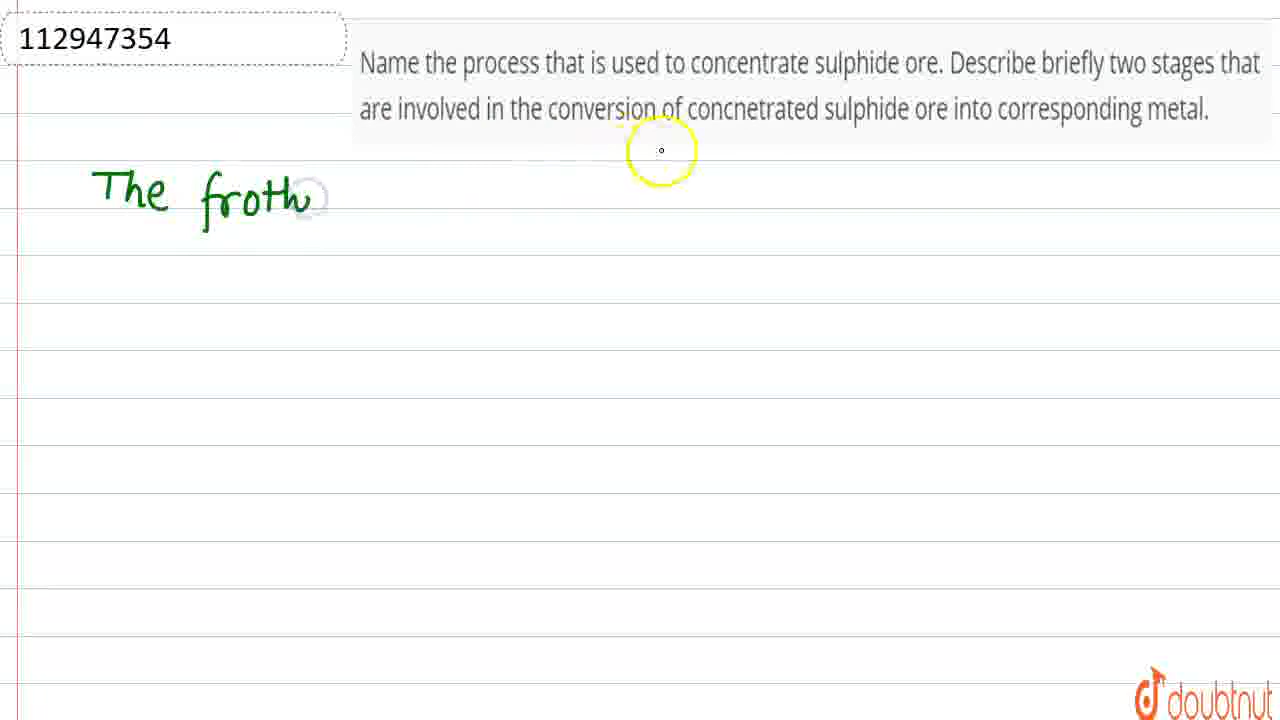 112947354
Name the process that is used to concentrate sulphide ore. Describe briefly two stages that
are involved in the conversion of concnetrated sulphide ore into corresponding metal.
The froth
doubtnut